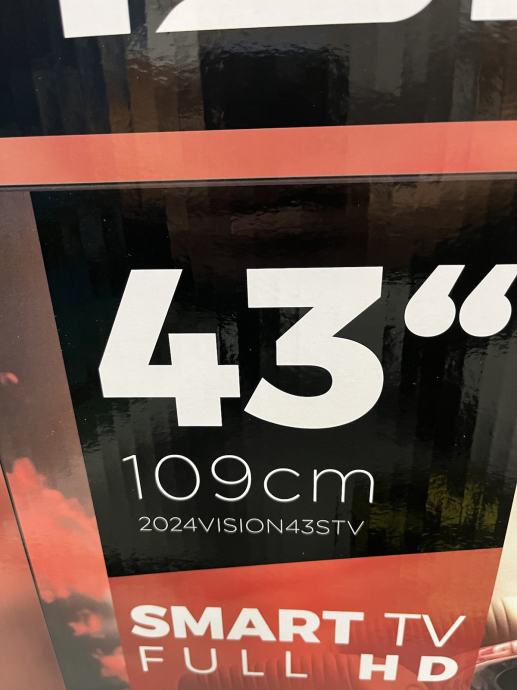 43“
109cm
2024VISION43STV
SMART TV
FULL HD